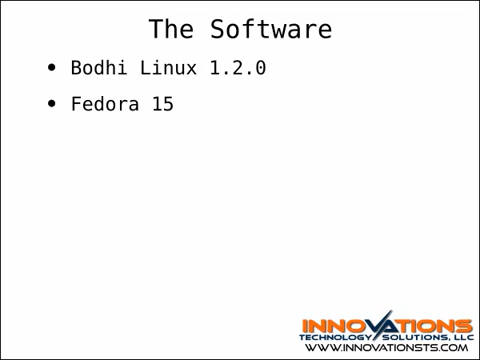 The Software
• Bodhi Linux 1.2.0
• Fedora 15
INNOVATIONS
TECHNOLOGY SOLUTIONS, LLC
WWW.INNOVATIONSTS.COM